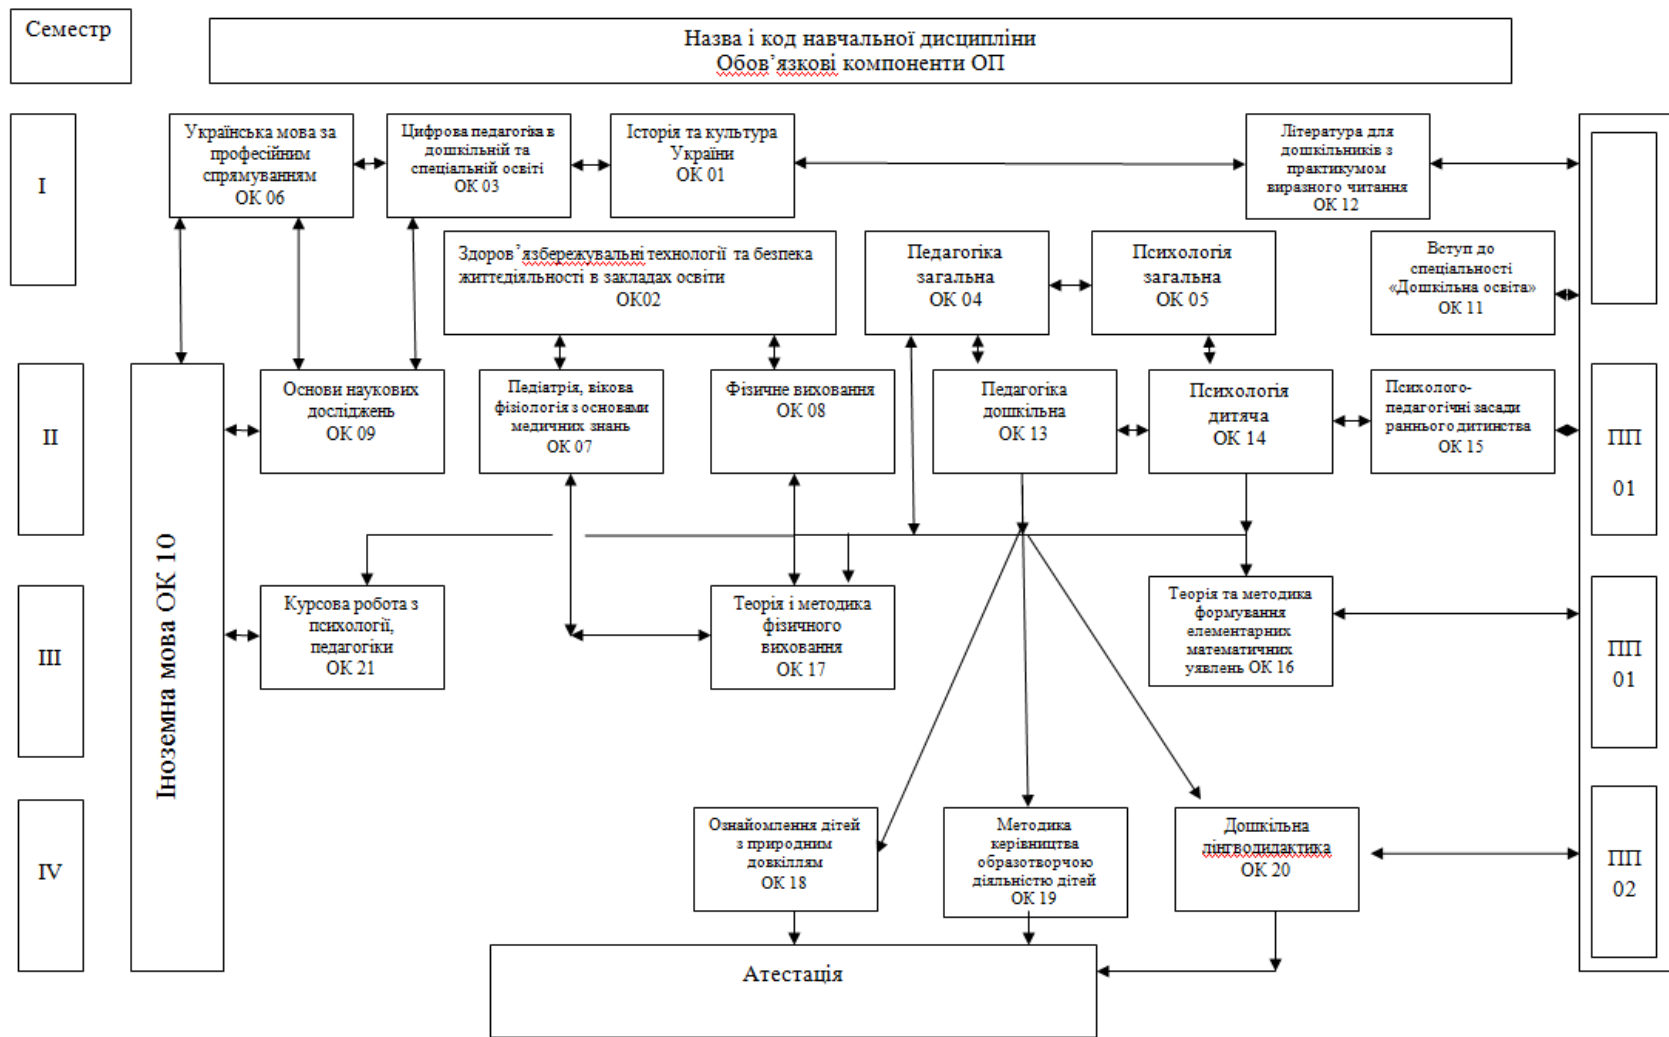 Семестр
Назва і код навчальної дисципліни
Обов’язкові компоненти ОП
I
Українська мова за
професійним
спрямуванням
ОК 06
Цифрова педагогіка в
дошкільній та
спеціальній освіті
ОК 03
Історія та культура
України
ОК 01
Література для
дошкільників з
практикумом
виразного читання
ОК 12
Здоров’язбережувальні технології та безпека
життєдіяльності в закладах освіти
ОК02
Педагогіка
загальна
ОК 04
Психологія
загальна
ОК 05
Вступ до
спеціальності
«Дошкільна освіта»
ОК 11
II
Іноземна мова ОК 10
Основи наукових
досліджень
ОК 09
Педіатрія, вікова
фізіологія з основами
медичних знань
ОК 07
Фізичне виховання
ОК 08
Педагогіка
дошкільна
ОК 13
Психологія
дитяча
ОК 14
Психолого-
педагогічні засади
раннього дитинства
ОК 15
ПП
01
III
Курсова робота з
психології,
педагогіки
ОК 21
Теорія і методика
фізичного
виховання
ОК 17
Теорія та методика
формування
елементарних
математичних
уявлень ОК 16
ПП
01
IV
Ознайомлення дітей
з природним
довкіллям
ОК 18
Методика
керівництва
образотворчою
діяльністю дітей
ОК 19
Дошкільна
лінгводидактика
ОК 20
ПП
02
Атестація